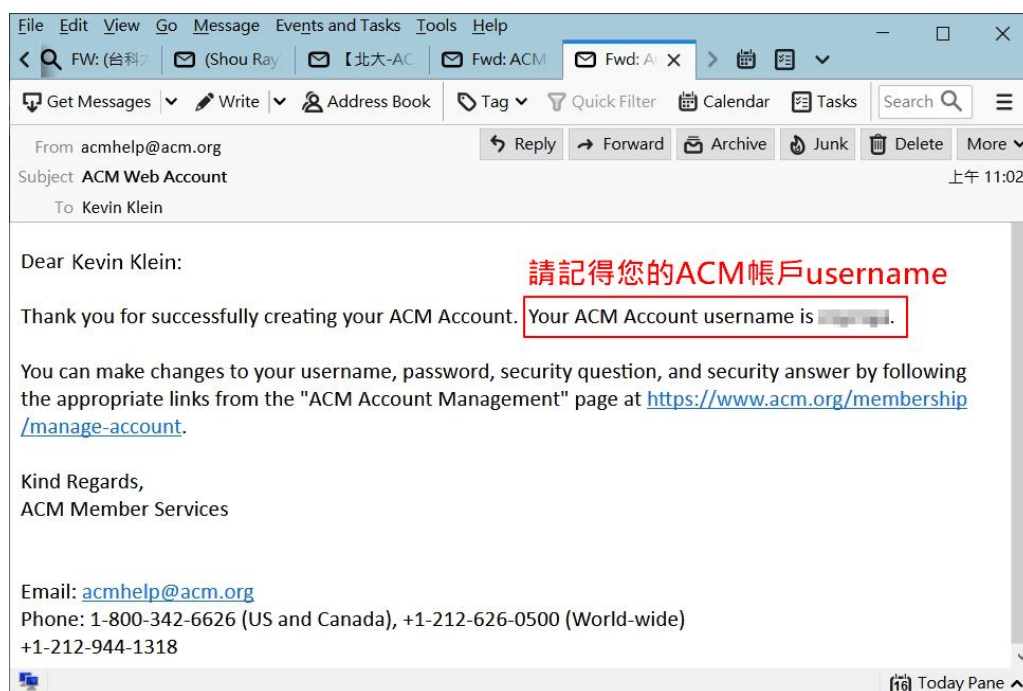 File Edit View Go Message Events and Tasks Tools Help
FW: (台科 (Shou Ray 【北大-AC Fwd: ACM Fwd: A
Get Messages Write Address Book Tag Quick Filter Calendar Tasks Search
From acmhelp@acm.org Reply Forward Archive Junk Delete More
Subject ACM Web Account 上午 11:02
To Kevin Klein
Dear Kevin Klein:
請記得您的ACM帳戶username
Thank you for successfully creating your ACM Account. Your ACM Account username is .
You can make changes to your username, password, security question, and security answer by following
the appropriate links from the "ACM Account Management" page at https://www.acm.org/membership
/manage-account.
Kind Regards,
ACM Member Services
Email: acmhelp@acm.org
Phone: 1-800-342-6626 (US and Canada), +1-212-626-0500 (World-wide)
+1-212-944-1318
16 Today Pane